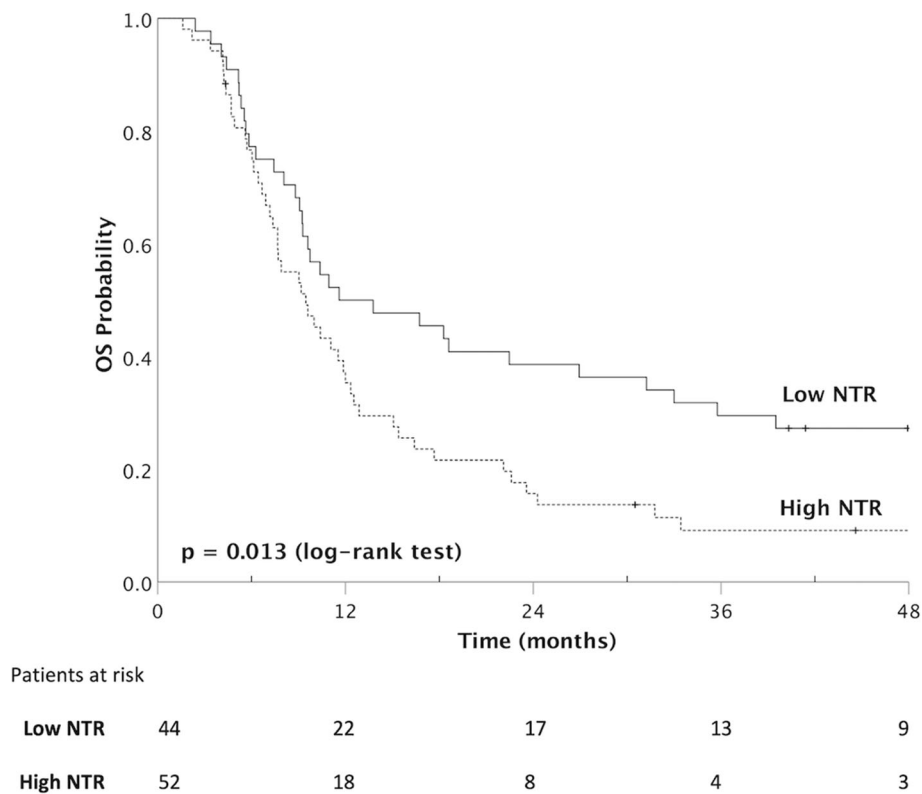 OS Probability
1.0
0.8
0.6
0.4
0.2
0.0
Low NTR
High NTR
p = 0.013 (log-rank test)
0 12 24 36 48
Time (months)
Patients at risk
Low NTR 44 22 17 13 9
High NTR 52 18 8 4 3